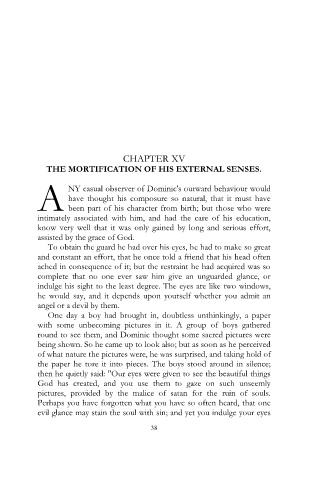 CHAPTER XV
THE MORTIFICATION OF HIS EXTERNAL SENSES.
ANY casual observer of Dominic's outward behaviour would
have thought his composure so natural, that it must have
been part of his character from birth; but those who were
intimately associated with him, and had the care of his education,
know very well that it was only gained by long and serious effort,
assisted by the grace of God.
To obtain the guard he had over his eyes, he had to make so great
and constant an effort, that he once told a friend that his head often
ached in consequence of it; but the restraint he had acquired was so
complete that no one ever saw him give an unguarded glance, or
indulge his sight to the least degree. The eyes are like two windows,
he would say, and it depends upon yourself whether you admit an
angel or a devil by them.
One day a boy had brought in, doubtless unthinkingly, a paper
with some unbecoming pictures in it. A group of boys gathered
round to see them, and Dominic thought some sacred pictures were
being shown. So he came up to look also; but as soon as he perceived
of what nature the pictures were, he was surprised, and taking hold of
the paper he tore it into pieces. The boys stood around in silence;
then he quietly said: "Our eyes were given to see the beautiful things
God has created, and you use them to gaze on such unseemly
pictures, provided by the malice of satan for the ruin of souls.
Perhaps you have forgotten what you have so often heard, that one
evil glance may stain the soul with sin; and yet you indulge your eyes
38